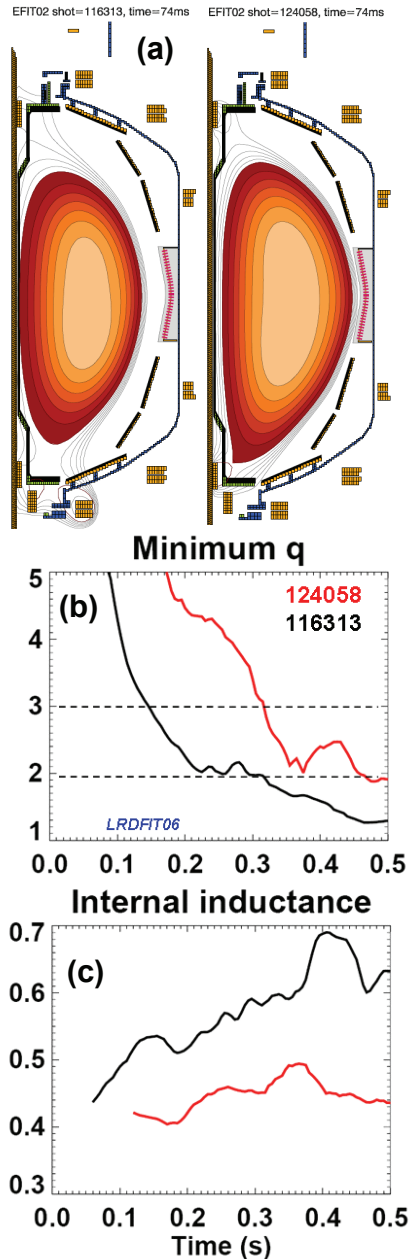 EFIT02 shot=116313, time=74ms
EFIT02 shot=124058, time=74ms
(a)
Minimum q
5
4
3
2
1
(b)
124058
116313
LRDFIT06
0.0 0.1 0.2 0.3 0.4 0.5
Internal inductance
0.7
0.6
0.5
0.4
0.3
(c)
0.0 0.1 0.2 0.3 0.4 0.5
Time (s)